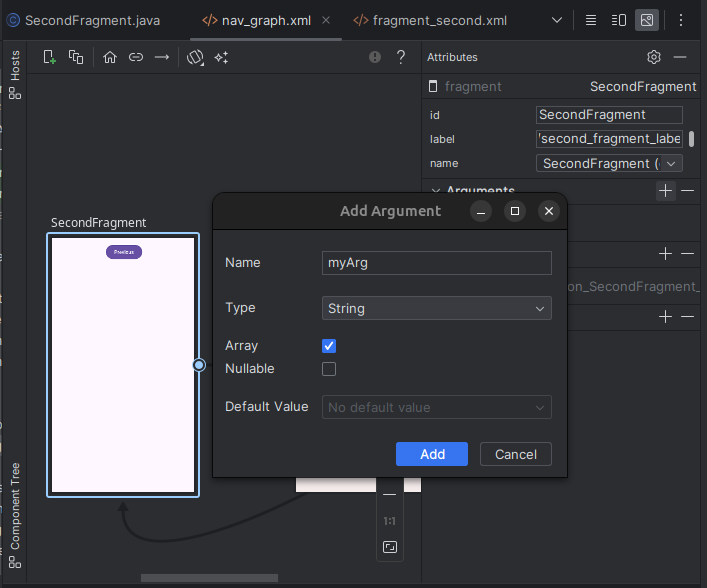 SecondFragment.java
nav_graph.xml
fragment_second.xml
Hosts
Component Tree
Attributes
fragment
SecondFragment
id
SecondFragment
label
'second_fragment_labe
name
SecondFragment (
Arguments
on_SecondFragment_
SecondFragment
Previous
Add Argument
Name
myArg
Type
String
Array
Nullable
Default Value
No default value
Add
Cancel
1:1